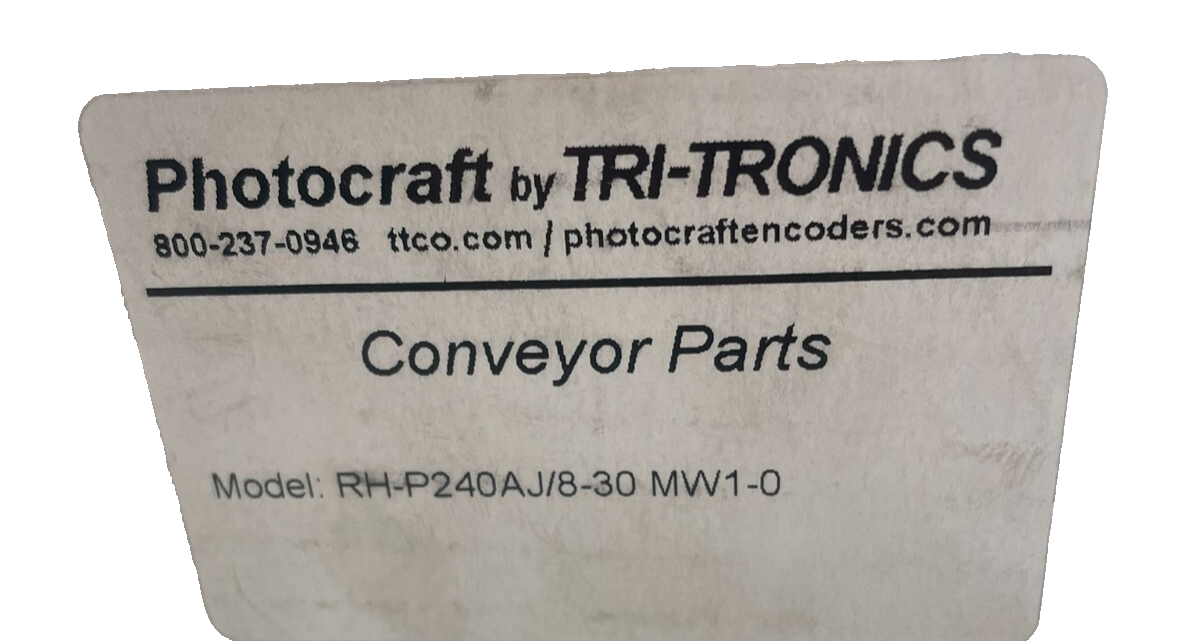 Photocraft by TRI-TRONICS
800-237-0946 ttco.com / photocraftencoders.com
Conveyor Parts
Model: RH-P240AJ/8-30 MW1-0